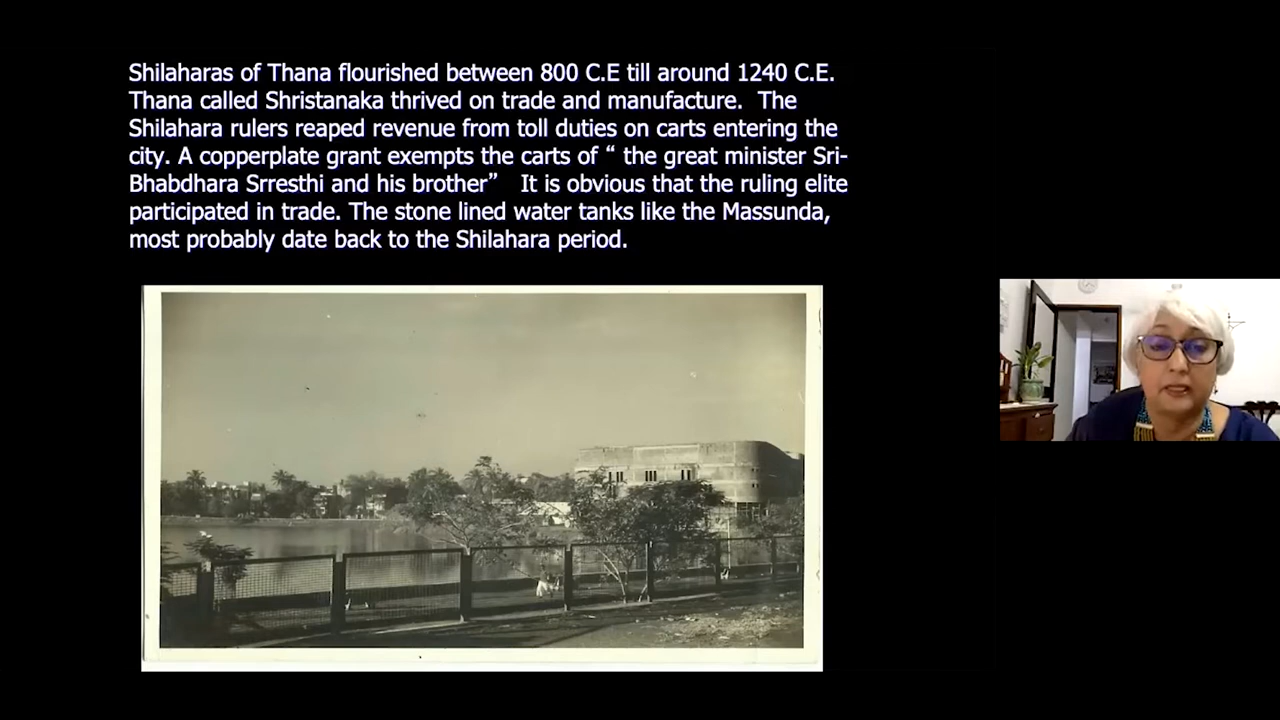 Shilaharas of Thana flourished between 800 C.E till around 1240 C.E.
Thana called Shristanaka thrived on trade and manufacture.  The
Shilahara rulers reaped revenue from toll duties on carts entering the
city. A copperplate grant exempts the carts of “ the great minister Sri-
Bhabdhara Srresthi and his brother”   It is obvious that the ruling elite
participated in trade. The stone lined water tanks like the Massunda,
most probably date back to the Shilahara period.